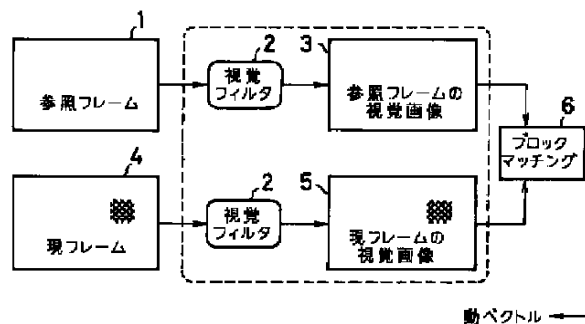 1
参照フレーム
2
視覚
フィルタ
3
参照フレームの
視覚画像
4
現フレーム
2
視覚
フィルタ
5
現フレームの
視覚画像
6
ブロック
マッチング
動ベクトル